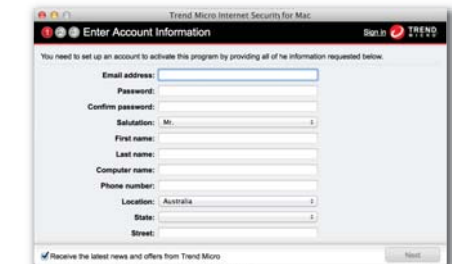 Trend Micro Internet Security for Mac
1 2 3 Enter Account Information
Sign in TREND MICRO
You need to set up an account to activate this program by providing all of he information requested below.
Email address:
Password:
Confirm password:
Salutation: Mr.
First name:
Last name:
Computer name:
Phone number:
Location: Australia
State:
Street:
Receive the latest news and offers from Trend Micro
Next